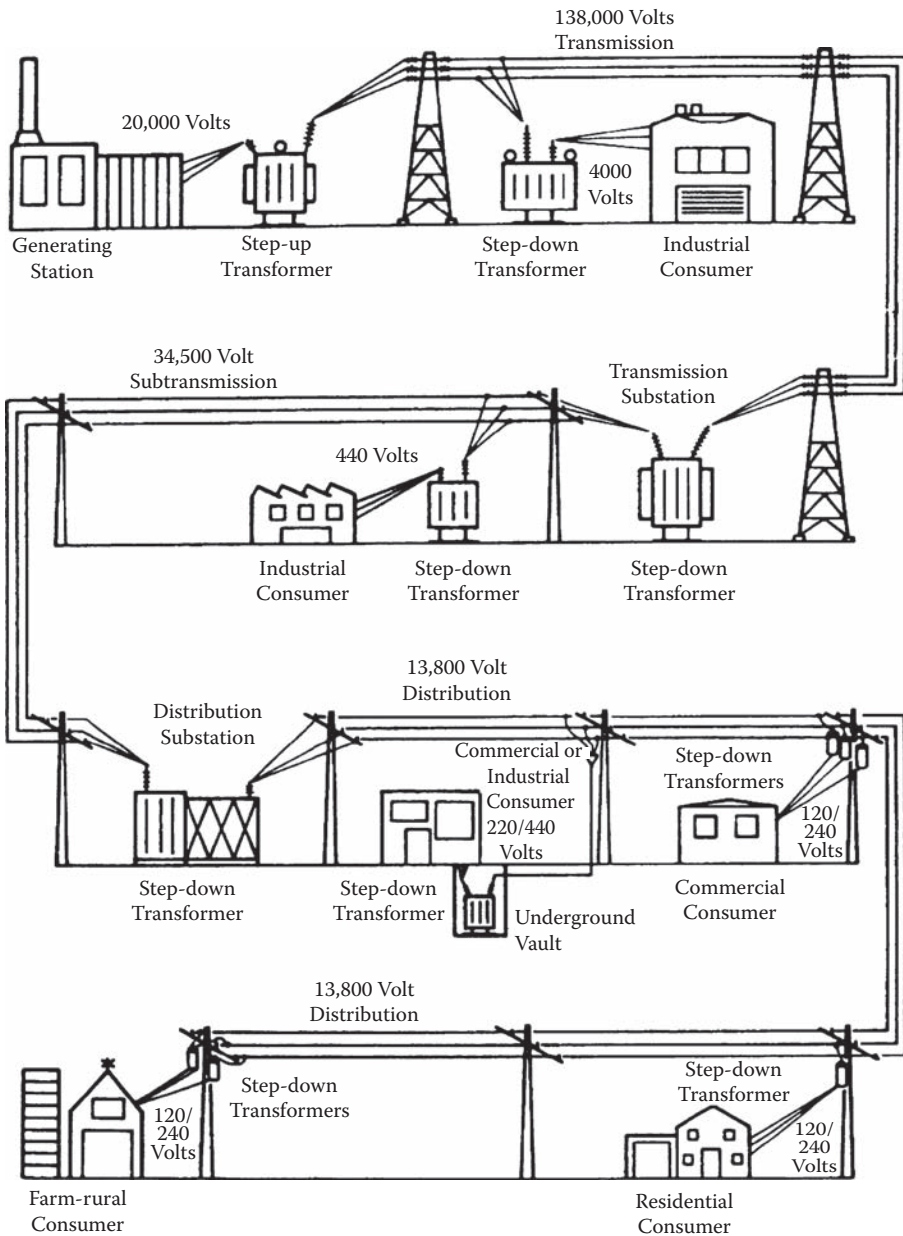 138,000 Volts
Transmission
20,000 Volts
4000
Volts
Generating
Station
Step-up
Transformer
Step-down
Transformer
Industrial
Consumer
34,500 Volt
Subtransmission
Transmission
Substation
440 Volts
Industrial
Consumer
Step-down
Transformer
Step-down
Transformer
13,800 Volt
Distribution
Distribution
Substation
Commercial or
Industrial
Consumer
220/440
Volts
Step-down
Transformers
120/
240
Volts
Step-down
Transformer
Step-down
Transformer
Underground
Vault
Commercial
Consumer
13,800 Volt
Distribution
Step-down
Transformers
120/
240
Volts
Step-down
Transformer
120/
240
Volts
Farm-rural
Consumer
Residential
Consumer